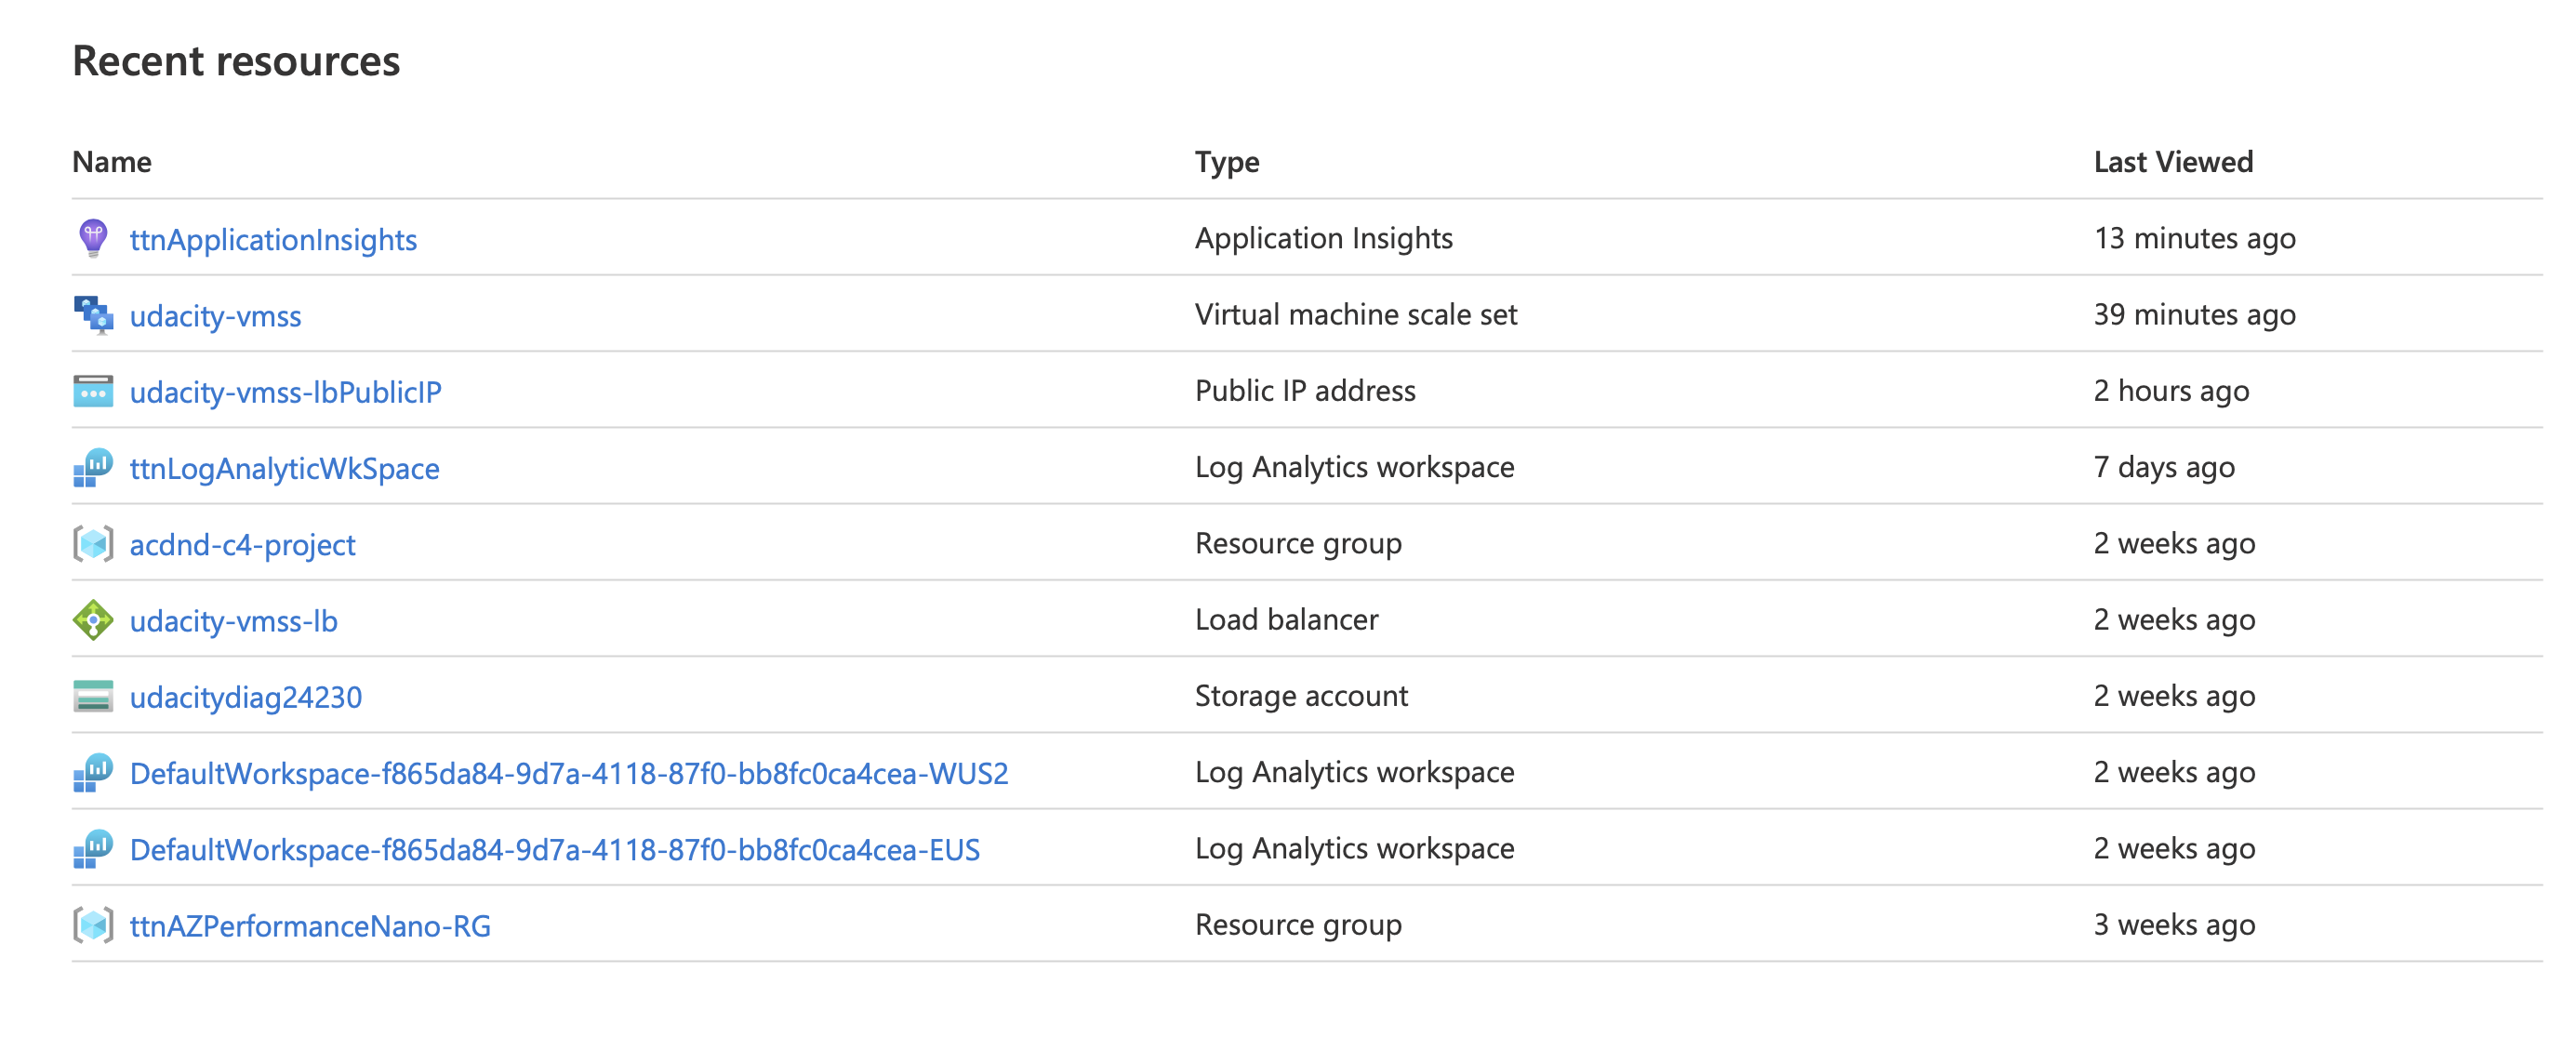 Recent resources
Name Type Last Viewed
ttnApplicationInsights Application Insights 13 minutes ago
udacity-vmss Virtual machine scale set 39 minutes ago
udacity-vmss-lbPublicIP Public IP address 2 hours ago
ttnLogAnalyticWkSpace Log Analytics workspace 7 days ago
acdnd-c4-project Resource group 2 weeks ago
udacity-vmss-lb Load balancer 2 weeks ago
udacitydiag24230 Storage account 2 weeks ago
DefaultWorkspace-f865da84-9d7a-4118-87f0-bb8fc0ca4cea-WUS2 Log Analytics workspace 2 weeks ago
DefaultWorkspace-f865da84-9d7a-4118-87f0-bb8fc0ca4cea-EUS Log Analytics workspace 2 weeks ago
ttnAZPerformanceNano-RG Resource group 3 weeks ago